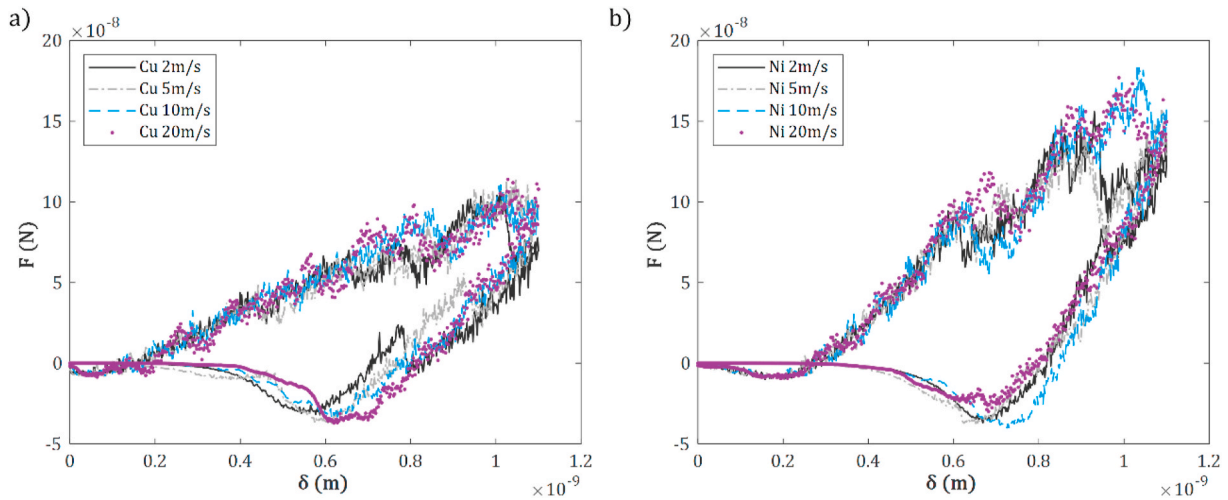 a)
×10⁻⁸
20
15
10
5
0
-5
F (N)
Cu 2m/s
Cu 5m/s
Cu 10m/s
Cu 20m/s
0 0.2 0.4 0.6 0.8 1 1.2
δ (m)
×10⁻⁹
b)
×10⁻⁸
20
15
10
5
0
-5
F (N)
Ni 2m/s
Ni 5m/s
Ni 10m/s
Ni 20m/s
0 0.2 0.4 0.6 0.8 1 1.2
δ (m)
×10⁻⁹